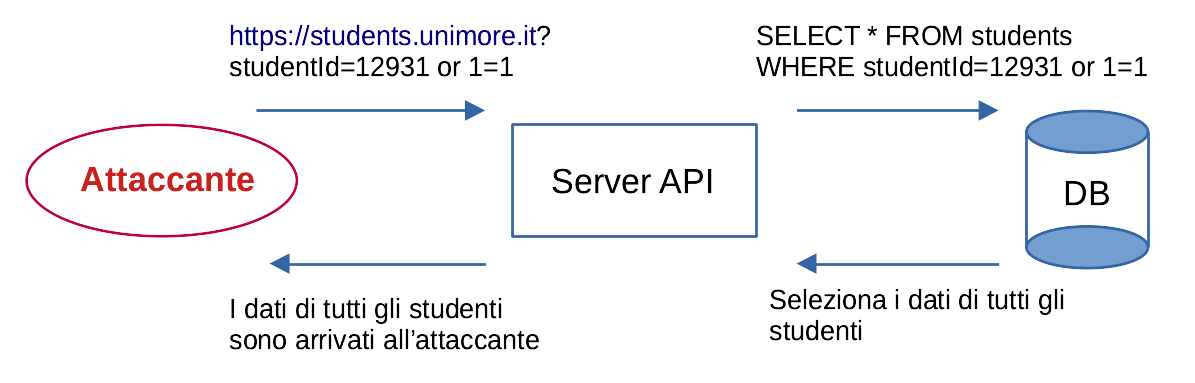 https://students.unimore.it?
studentId=12931 or 1=1
SELECT * FROM students
WHERE studentId=12931 or 1=1
Attaccante
Server API
DB
I dati di tutti gli studenti
sono arrivati all’attaccante
Seleziona i dati di tutti gli
studenti